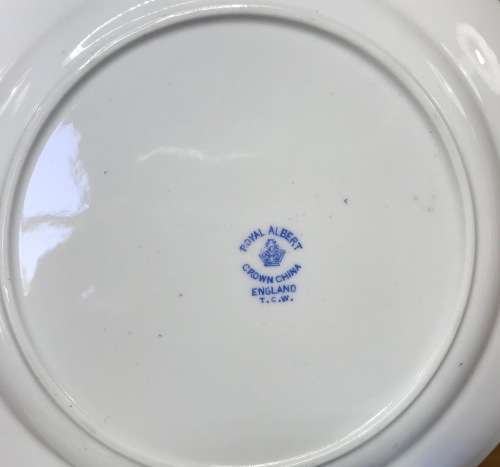 ROYAL ALBERT
CROWN CHINA
ENGLAND
T.C.W.